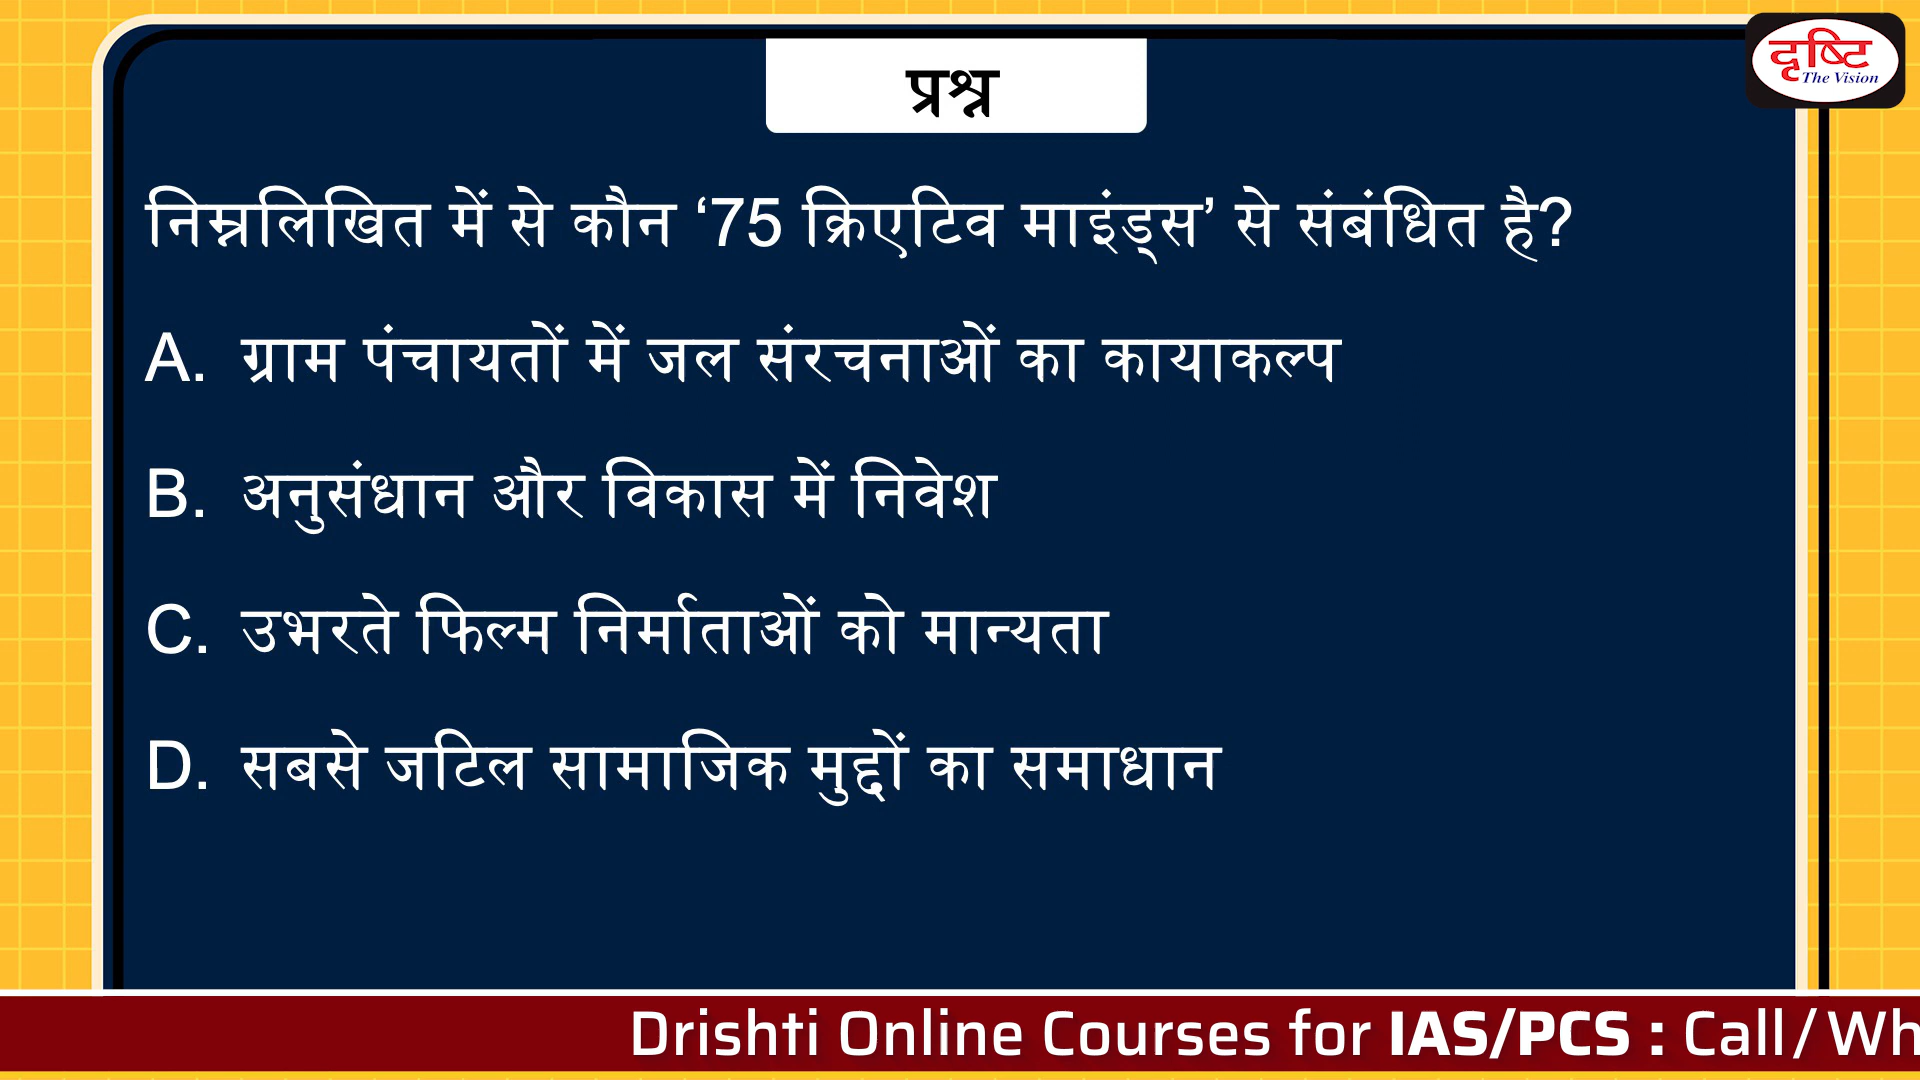 प्रश्न
दृष्टि
The Vision
निम्नलिखित में से कौन ‘75 क्रिएटिव माइंड्स’ से संबंधित है?
A. ग्राम पंचायतों में जल संरचनाओं का कायाकल्प
B. अनुसंधान और विकास में निवेश
C. उभरते फिल्म निर्माताओं को मान्यता
D. सबसे जटिल सामाजिक मुद्दों का समाधान
Drishti Online Courses for IAS/PCS : Call/Wh